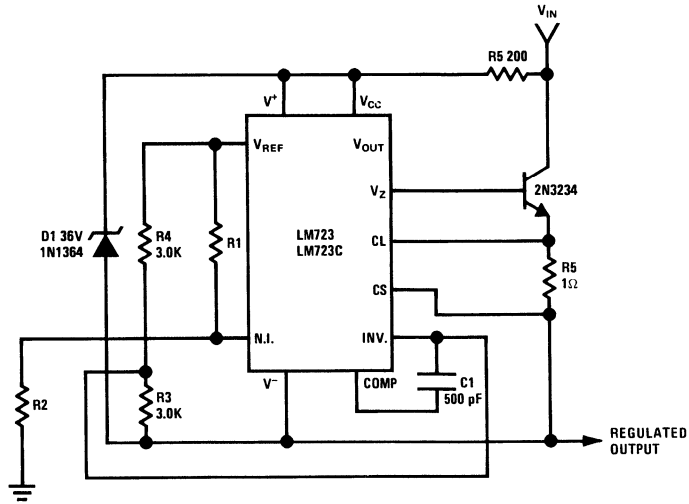 VIN
R5 200
V+
VCC
VREF
VOUT
VZ
2N3234
D1 36V
1N1364
R4
3.0K
R1
LM723
LM723C
CL
R5
1Ω
CS
N.I.
INV.
V−
COMP
C1
500 pF
R2
R3
3.0K
REGULATED
OUTPUT